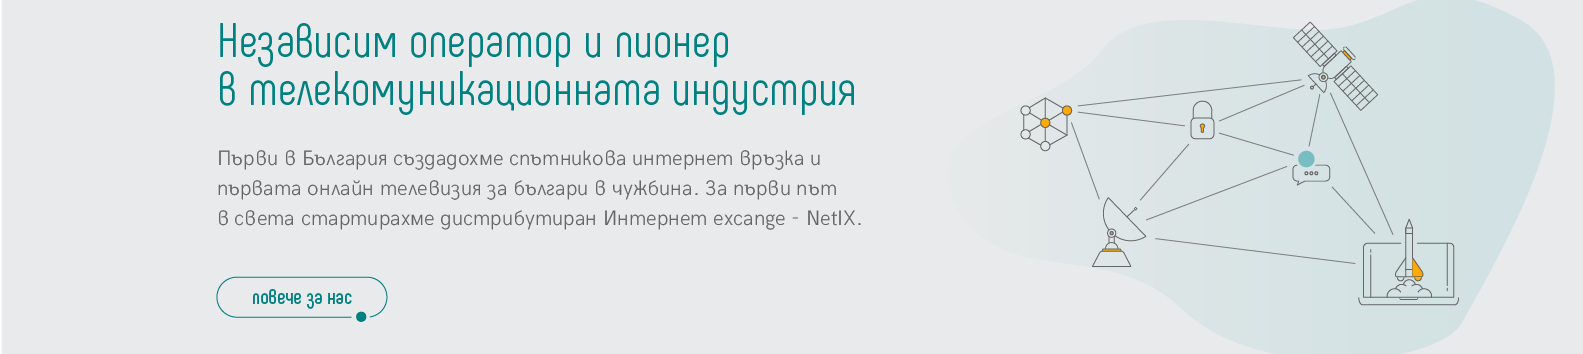 Независим оператор и пионер
в телекомуникационната индустрия
Първи в България създадохме спътникова интернет връзка и
първата онлайн телевизия за българи в чужбина. За първи път
в света стартирахме дистрибутиран Интернет excange - NetIX.
повече за нас